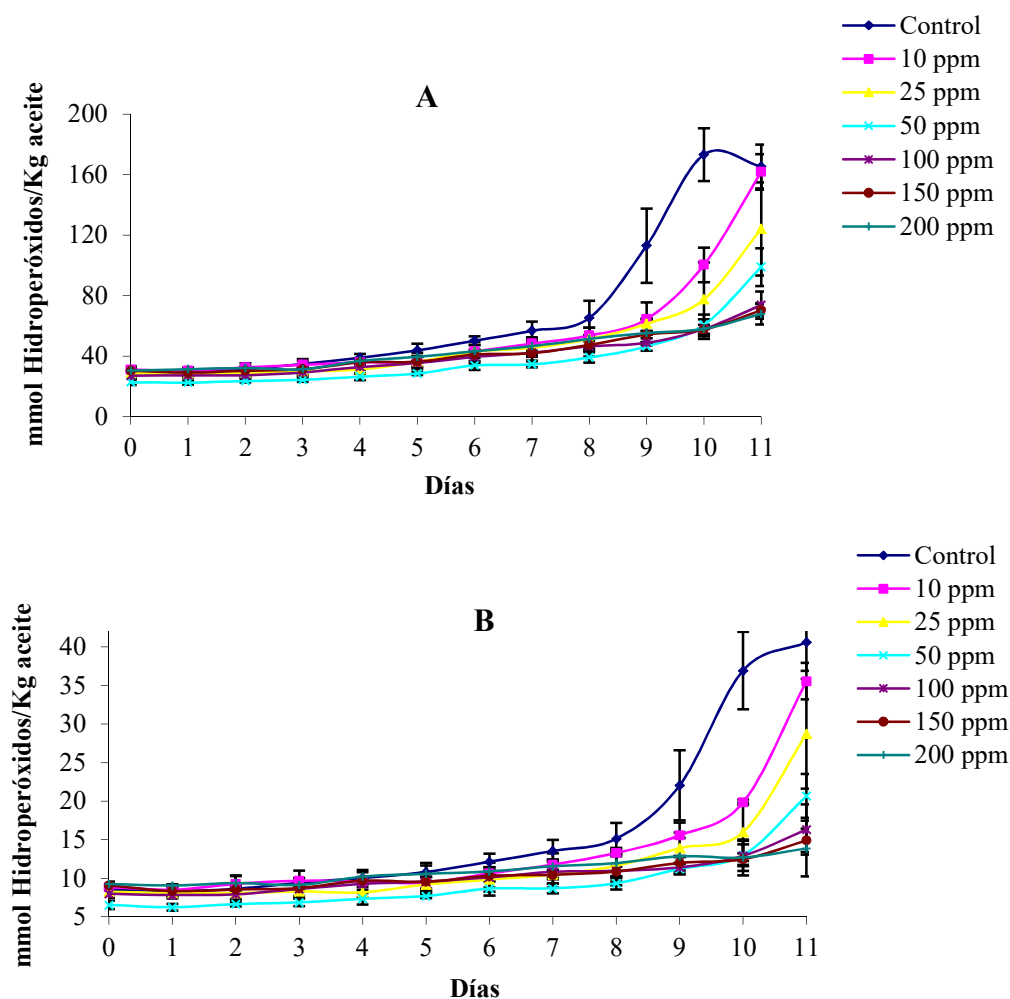 A
Control
10 ppm
25 ppm
50 ppm
100 ppm
150 ppm
200 ppm
mmol Hidroperóxidos/Kg aceite
200
160
120
80
40
0
0 1 2 3 4 5 6 7 8 9 10 11
Días
B
Control
10 ppm
25 ppm
50 ppm
100 ppm
150 ppm
200 ppm
mmol Hidroperóxidos/Kg aceite
40
35
30
25
20
15
10
5
0 1 2 3 4 5 6 7 8 9 10 11
Días